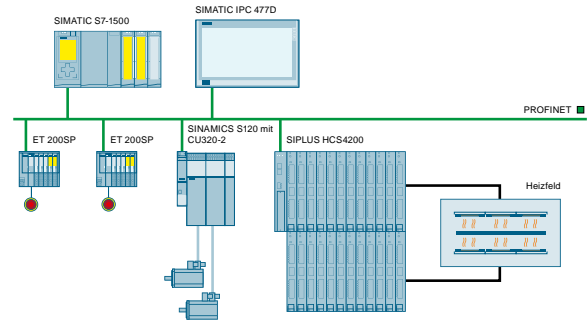 SIMATIC S7-1500
SIMATIC IPC 477D
PROFINET
ET 200SP
ET 200SP
SINAMICS S120 mit
CU320-2
SIPLUS HCS4200
Heizfeld